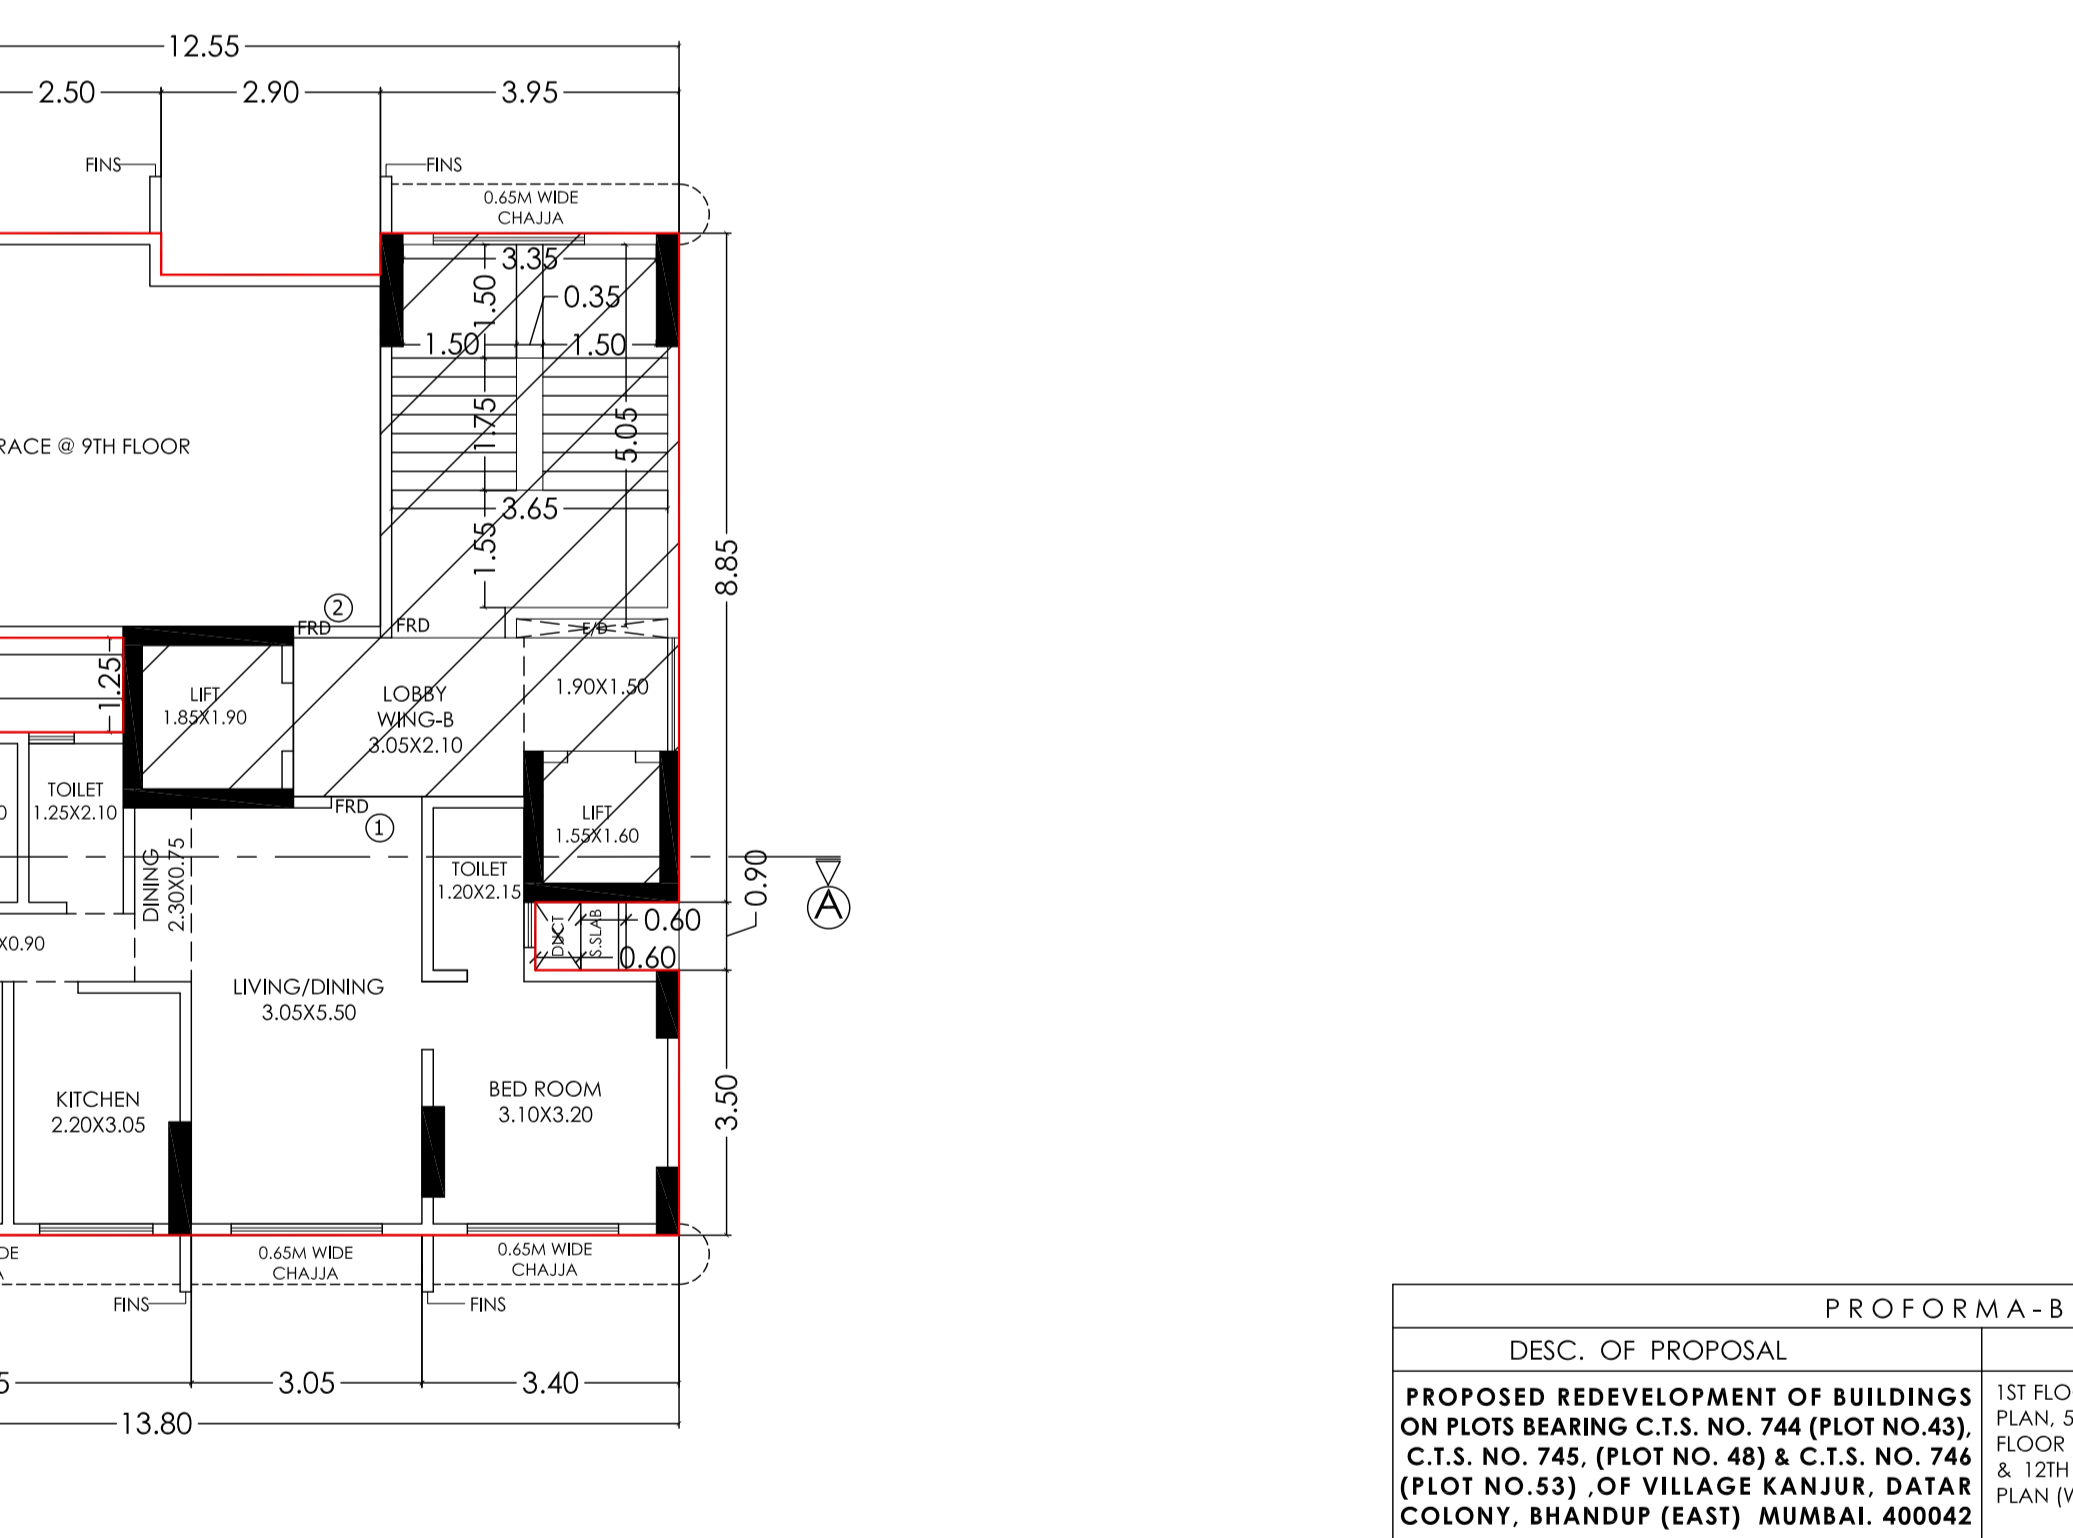 12.55
2.50
2.90
3.95
FINS
FINS
0.65M WIDE
CHAJJA
3.35
1.50
0.35
1.50
1.50
1.75
5.05
RACE @ 9TH FLOOR
3.65
1.55
8.85
2
FRD
FRD
E/D
1.25
LIFT
1.85X1.90
LOBBY
WING-B
3.05X2.10
1.90X1.50
TOILET
1.25X2.10
0
FRD
1
LIFT
1.55X1.60
DINING
2.30X0.75
TOILET
1.20X2.15
0.90
A
X0.90
DUCT
S.SLAB
0.60
0.60
LIVING/DINING
3.05X5.50
KITCHEN
2.20X3.05
BED ROOM
3.10X3.20
3.50
DE
A
0.65M WIDE
CHAJJA
0.65M WIDE
CHAJJA
FINS
FINS
5
3.05
3.40
13.80
PROFORMA-B
DESC. OF PROPOSAL
PROPOSED REDEVELOPMENT OF BUILDINGS
ON PLOTS BEARING C.T.S. NO. 744 (PLOT NO.43),
C.T.S. NO. 745, (PLOT NO. 48) & C.T.S. NO. 746
(PLOT NO.53) ,OF VILLAGE KANJUR, DATAR
COLONY, BHANDUP (EAST) MUMBAI. 400042
1ST FLO
PLAN, 5
FLOOR
& 12TH
PLAN (